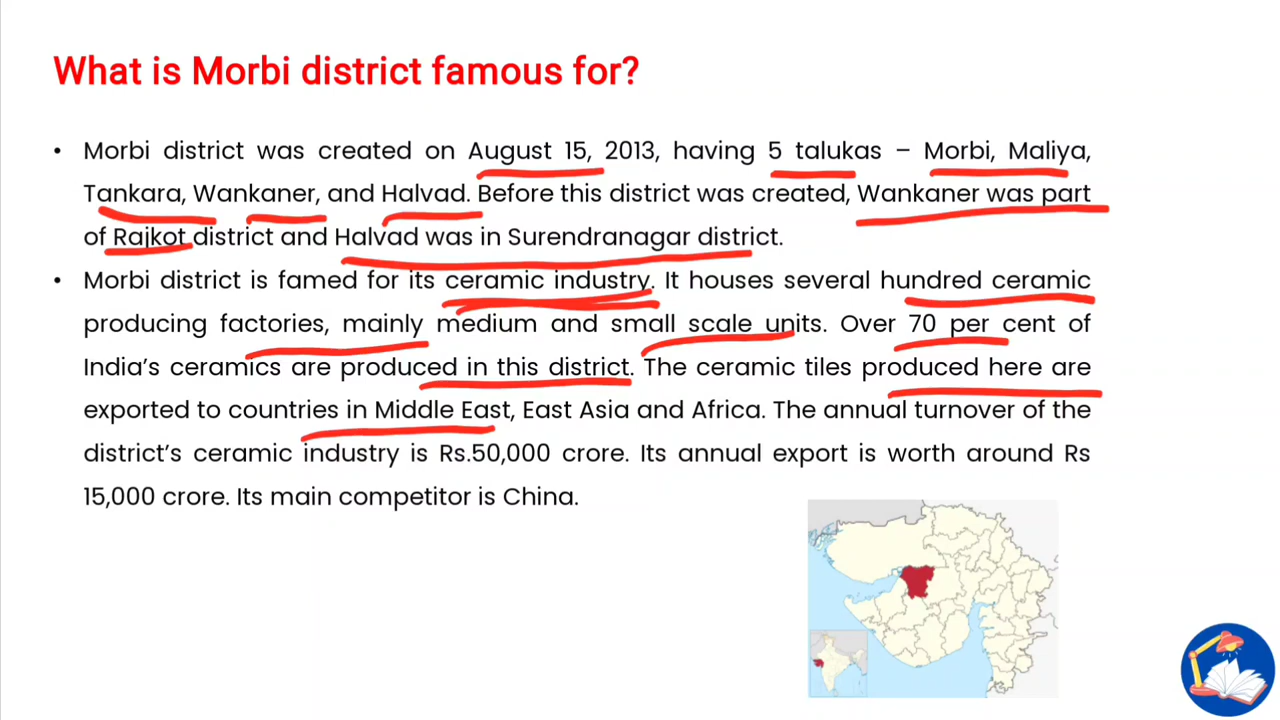 What is Morbi district famous for?
• Morbi district was created on August 15, 2013, having 5 talukas – Morbi, Maliya,
Tankara, Wankaner, and Halvad. Before this district was created, Wankaner was part
of Rajkot district and Halvad was in Surendranagar district.
• Morbi district is famed for its ceramic industry. It houses several hundred ceramic
producing factories, mainly medium and small scale units. Over 70 per cent of
India’s ceramics are produced in this district. The ceramic tiles produced here are
exported to countries in Middle East, East Asia and Africa. The annual turnover of the
district’s ceramic industry is Rs.50,000 crore. Its annual export is worth around Rs
15,000 crore. Its main competitor is China.